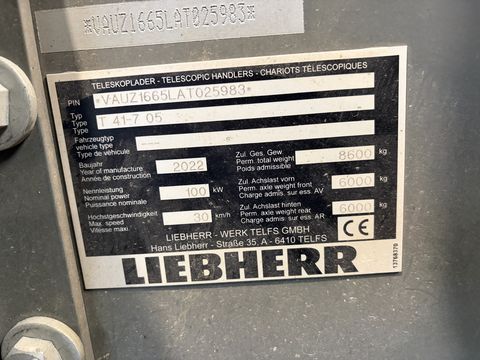 *VAUZ1665LAT025983*
TELESKOPLADER - TELESCOPIC HANDLERS - CHARIOTS TÉLESCOPIQUES
PIN *VAUZ1665LAT025983*
Typ
Type T 41-7 05
Type
Fahrzeugtyp
vehicle type -----
Type de véhicule
Baujahr
Year of manufacture 2022
Année de construction
Nennleistung
Nominal power 100 kW
Puissance nominale
Höchstgeschwindigkeit
Max. speed 30 km/h
Vitesse maxi.
Zul. Ges. Gew.
Perm. total weight 8600 kg
Poids admissible
Zul. Achslast vorn
Perm. axle weight front 6000 kg
Charge admis. sur ess. AV
Zul. Achslast hinten
Perm. axle weight rear 6000 kg
Charge admis. sur ess. AR
LIEBHERR - WERK TELFS GMBH
Hans Liebherr - Straße 35, A - 6410 TELFS
CE
LIEBHERR
13768370